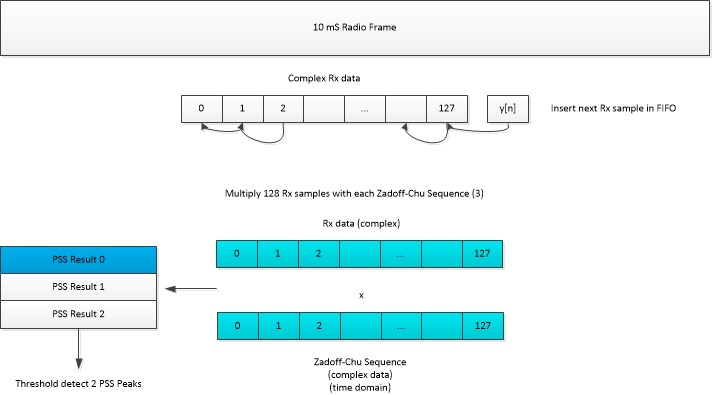 10 mS Radio Frame
Complex Rx data
0 1 2 ... 127 y[n] Insert next Rx sample in FIFO
Multiply 128 Rx samples with each Zadoff-Chu Sequence (3)
Rx data (complex)
0 1 2 ... 127
PSS Result 0
PSS Result 1
PSS Result 2
x
0 1 2 ... 127
Zadoff-Chu Sequence
(complex data)
(time domain)
Threshold detect 2 PSS Peaks